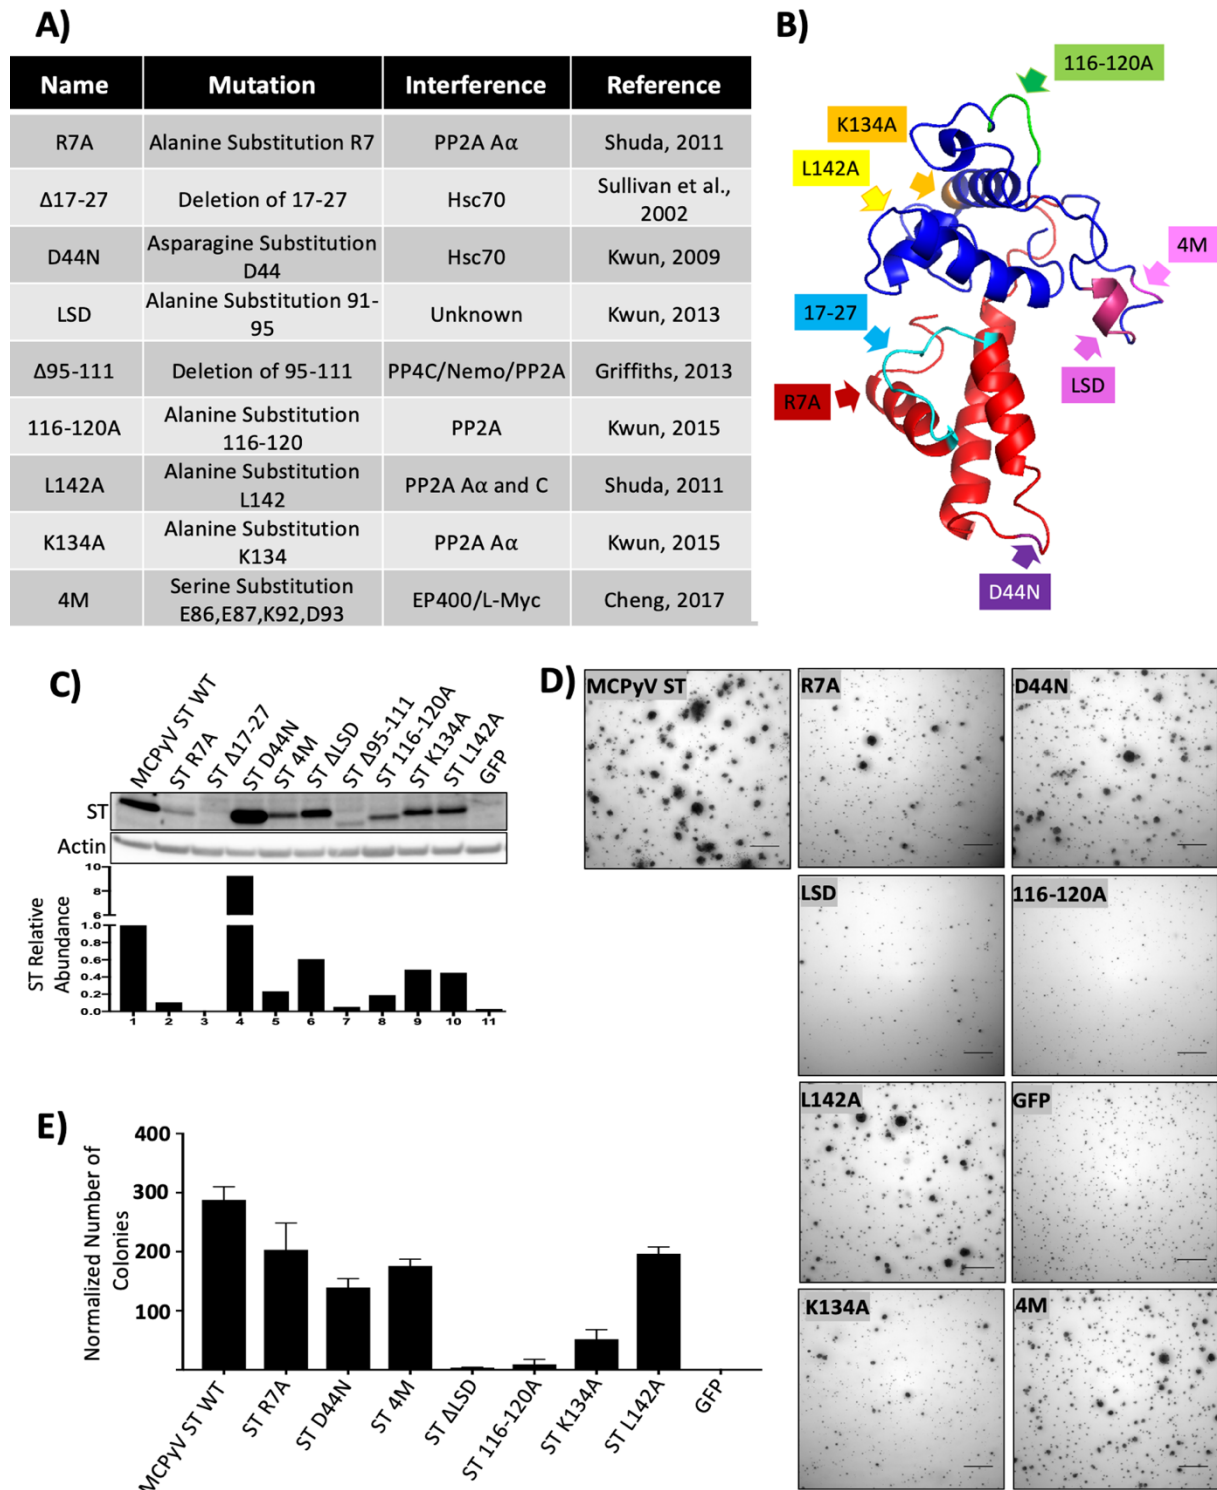 A)
Name Mutation Interference Reference
R7A Alanine Substitution R7 PP2A Aα Shuda, 2011
Δ17-27 Deletion of 17-27 Hsc70 Sullivan et al., 2002
D44N Asparagine Substitution D44 Hsc70 Kwun, 2009
LSD Alanine Substitution 91-95 Unknown Kwun, 2013
Δ95-111 Deletion of 95-111 PP4C/Nemo/PP2A Griffiths, 2013
116-120A Alanine Substitution 116-120 PP2A Kwun, 2015
L142A Alanine Substitution L142 PP2A Aα and C Shuda, 2011
K134A Alanine Substitution K134 PP2A Aα Kwun, 2015
4M Serine Substitution E86,E87,K92,D93 EP400/L-Myc Cheng, 2017
B)
116-120A
K134A
L142A
4M
17-27
LSD
R7A
D44N
C)
MCPyV ST WT
ST R7A
ST Δ17-27
ST D44N
ST 4M
ST ΔLSD
ST Δ95-111
ST 116-120A
ST K134A
ST L142A
GFP
ST
Actin
ST Relative
Abundance
10
8
6
1.0
0.8
0.6
0.4
0.2
0.0
1 2 3 4 5 6 7 8 9 10 11
D)
MCPyV ST
R7A
D44N
LSD
116-120A
L142A
GFP
K134A
4M
E)
Normalized Number of
Colonies
400
300
200
100
MCPyV ST WT
ST R7A
ST D44N
ST 4M
ST ΔLSD
ST 116-120A
ST K134A
ST L142A
GFP